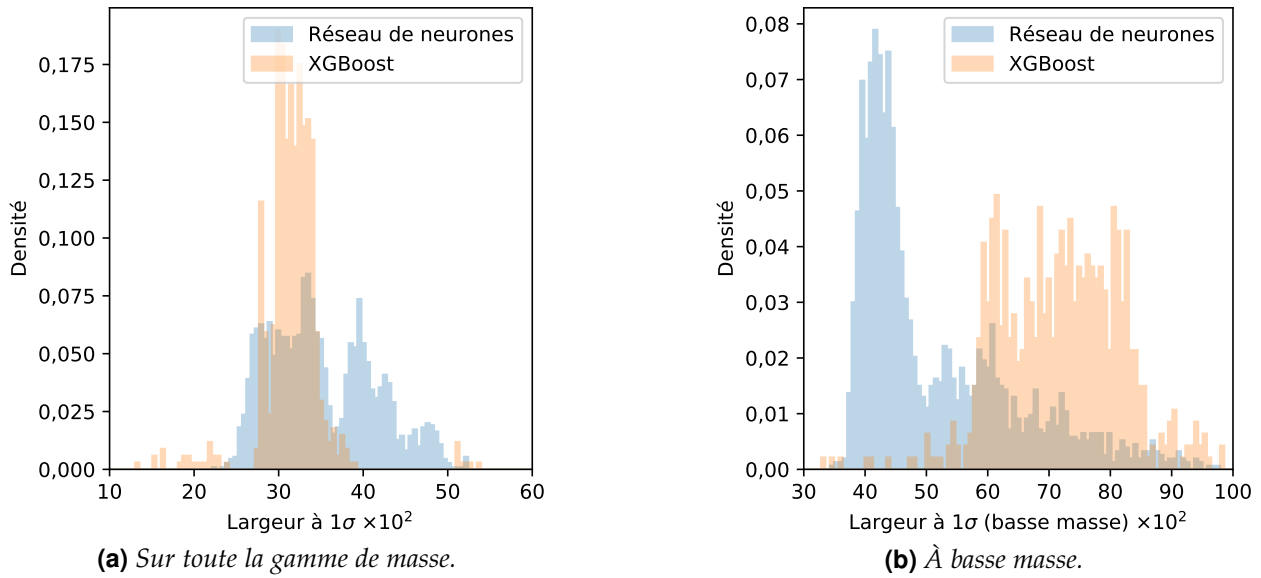 Réseau de neurones
XGBoost
0,175
0,150
0,125
0,100
0,075
0,050
0,025
0,000
Densité
10 20 30 40 50 60
Largeur à 1σ ×10²
(a) Sur toute la gamme de masse.
Réseau de neurones
XGBoost
0,08
0,07
0,06
0,05
0,04
0,03
0,02
0,01
0,00
Densité
30 40 50 60 70 80 90 100
Largeur à 1σ (basse masse) ×10²
(b) À basse masse.